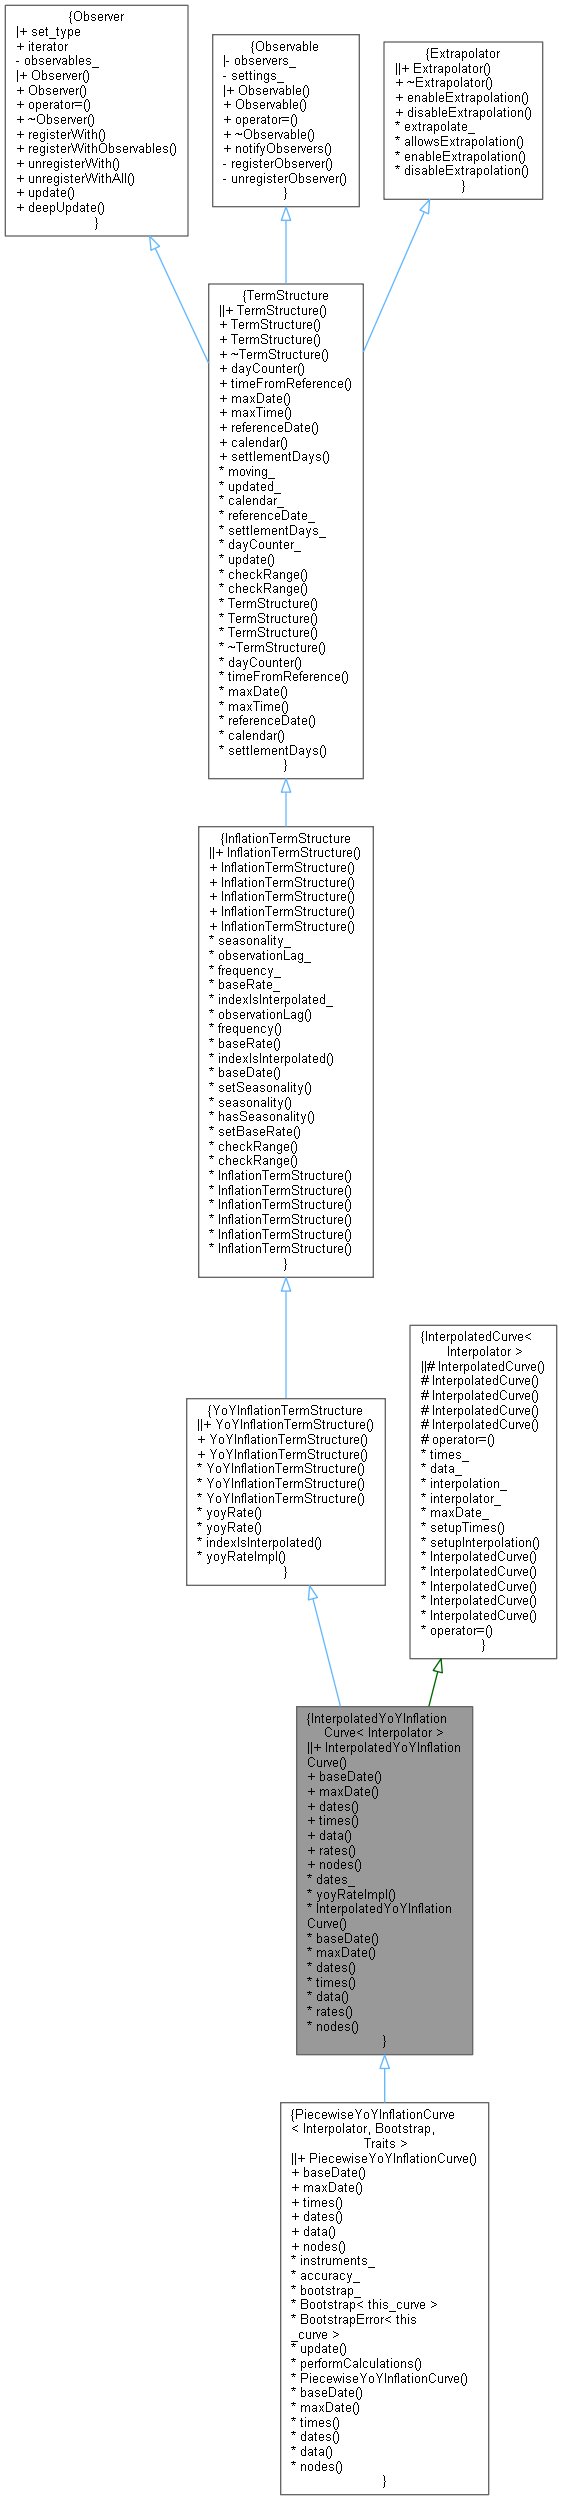 {Observer
|+ set_type
+ iterator
- observables_
|+ Observer()
+ Observer()
+ operator=()
+ ~Observer()
+ registerWith()
+ registerWithObservables()
+ unregisterWith()
+ unregisterWithAll()
+ update()
+ deepUpdate()
}
{Observable
|- observers_
- settings_
|+ Observable()
+ Observable()
+ operator=()
+ ~Observable()
+ notifyObservers()
- registerObserver()
- unregisterObserver()
}
{Extrapolator
||+ Extrapolator()
+ ~Extrapolator()
+ enableExtrapolation()
+ disableExtrapolation()
* extrapolate_
* allowsExtrapolation()
* enableExtrapolation()
* disableExtrapolation()
}
{TermStructure
||+ TermStructure()
+ TermStructure()
+ TermStructure()
+ ~TermStructure()
+ dayCounter()
+ timeFromReference()
+ maxDate()
+ maxTime()
+ referenceDate()
+ calendar()
+ settlementDays()
* moving_
* updated_
* calendar_
* referenceDate_
* settlementDays_
* dayCounter_
* update()
* checkRange()
* checkRange()
* TermStructure()
* TermStructure()
* TermStructure()
* ~TermStructure()
* dayCounter()
* timeFromReference()
* maxDate()
* maxTime()
* referenceDate()
* calendar()
* settlementDays()
}
{InflationTermStructure
||+ InflationTermStructure()
+ InflationTermStructure()
+ InflationTermStructure()
+ InflationTermStructure()
+ InflationTermStructure()
+ InflationTermStructure()
* seasonality_
* observationLag_
* frequency_
* baseRate_
* indexIsInterpolated_
* observationLag()
* frequency()
* baseRate()
* indexIsInterpolated()
* baseDate()
* setSeasonality()
* seasonality()
* hasSeasonality()
* setBaseRate()
* checkRange()
* checkRange()
* InflationTermStructure()
* InflationTermStructure()
* InflationTermStructure()
* InflationTermStructure()
* InflationTermStructure()
* InflationTermStructure()
}
{YoYInflationTermStructure
||+ YoYInflationTermStructure()
+ YoYInflationTermStructure()
+ YoYInflationTermStructure()
* YoYInflationTermStructure()
* YoYInflationTermStructure()
* YoYInflationTermStructure()
* yoyRate()
* yoyRate()
* indexIsInterpolated()
* yoyRateImpl()
}
{InterpolatedCurve<
Interpolator >
||# InterpolatedCurve()
# InterpolatedCurve()
# InterpolatedCurve()
# InterpolatedCurve()
# InterpolatedCurve()
# operator=()
* times_
* data_
* interpolation_
* interpolator_
* maxDate_
* setupTimes()
* setupInterpolation()
* InterpolatedCurve()
* InterpolatedCurve()
* InterpolatedCurve()
* InterpolatedCurve()
* InterpolatedCurve()
* operator=()
}
{InterpolatedYoYInflation
Curve< Interpolator >
||+ InterpolatedYoYInflation
Curve()
+ baseDate()
+ maxDate()
+ dates()
+ times()
+ data()
+ rates()
+ nodes()
* dates_
* yoyRateImpl()
* InterpolatedYoYInflation
Curve()
* baseDate()
* maxDate()
* dates()
* times()
* data()
* rates()
* nodes()
}
{PiecewiseYoYInflationCurve
< Interpolator, Bootstrap,
Traits >
||+ PiecewiseYoYInflationCurve()
+ baseDate()
+ maxDate()
+ times()
+ dates()
+ data()
+ nodes()
* instruments_
* accuracy_
* bootstrap_
* Bootstrap< this_curve >
* BootstrapError< this
_curve >
* update()
* performCalculations()
* PiecewiseYoYInflationCurve()
* baseDate()
* maxDate()
* times()
* dates()
* data()
* nodes()
}